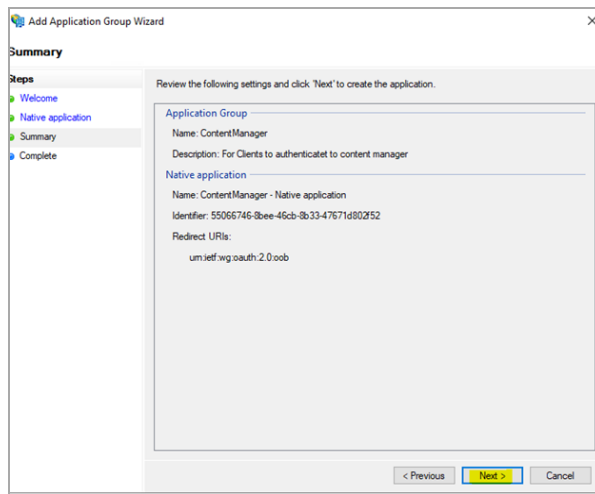 Add Application Group Wizard
Summary
Steps
Welcome
Native application
Summary
Complete
Review the following settings and click 'Next' to create the application.
Application Group
Name: ContentManager
Description: For Clients to authenticatet to content manager
Native application
Name: ContentManager - Native application
Identifier: 55066746-8bee-46cb-8b33-47671d802f52
Redirect URIs:
urn:ietf:wg:oauth:2.0:oob
< Previous
Next >
Cancel